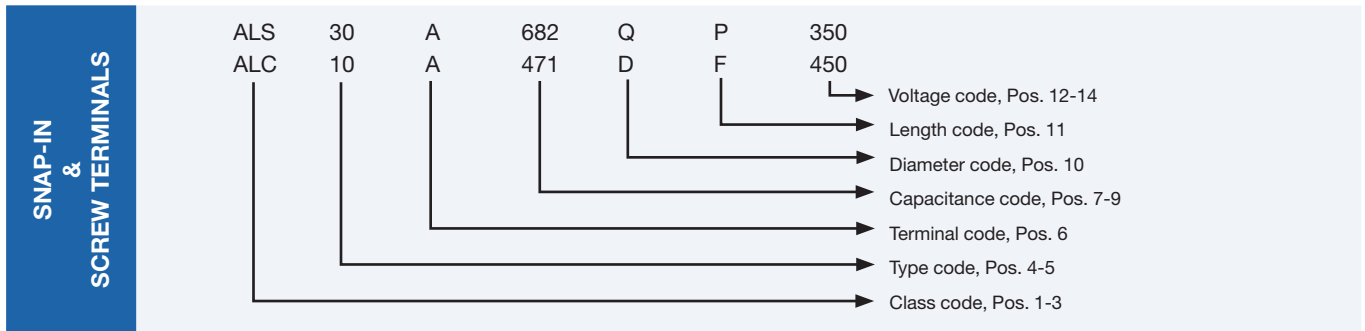 SNAP-IN
&
SCREW TERMINALS
ALS 30 A 682 Q P 350
ALC 10 A 471 D F 450
Voltage code, Pos. 12-14
Length code, Pos. 11
Diameter code, Pos. 10
Capacitance code, Pos. 7-9
Terminal code, Pos. 6
Type code, Pos. 4-5
Class code, Pos. 1-3